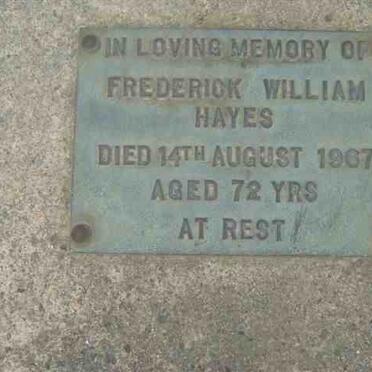 IN LOVING MEMORY OF
FREDERICK WILLIAM
HAYES
DIED 14TH AUGUST 1967
AGED 72 YRS
AT REST